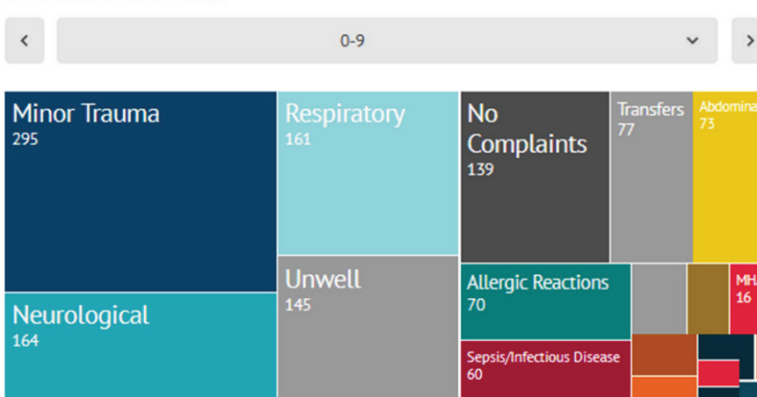 0-9
Minor Trauma
295
Respiratory
161
No
Complaints
139
Transfers
77
Abdomina
73
Neurological
164
Unwell
145
Allergic Reactions
70
MH
16
Sepsis/Infectious Disease
60